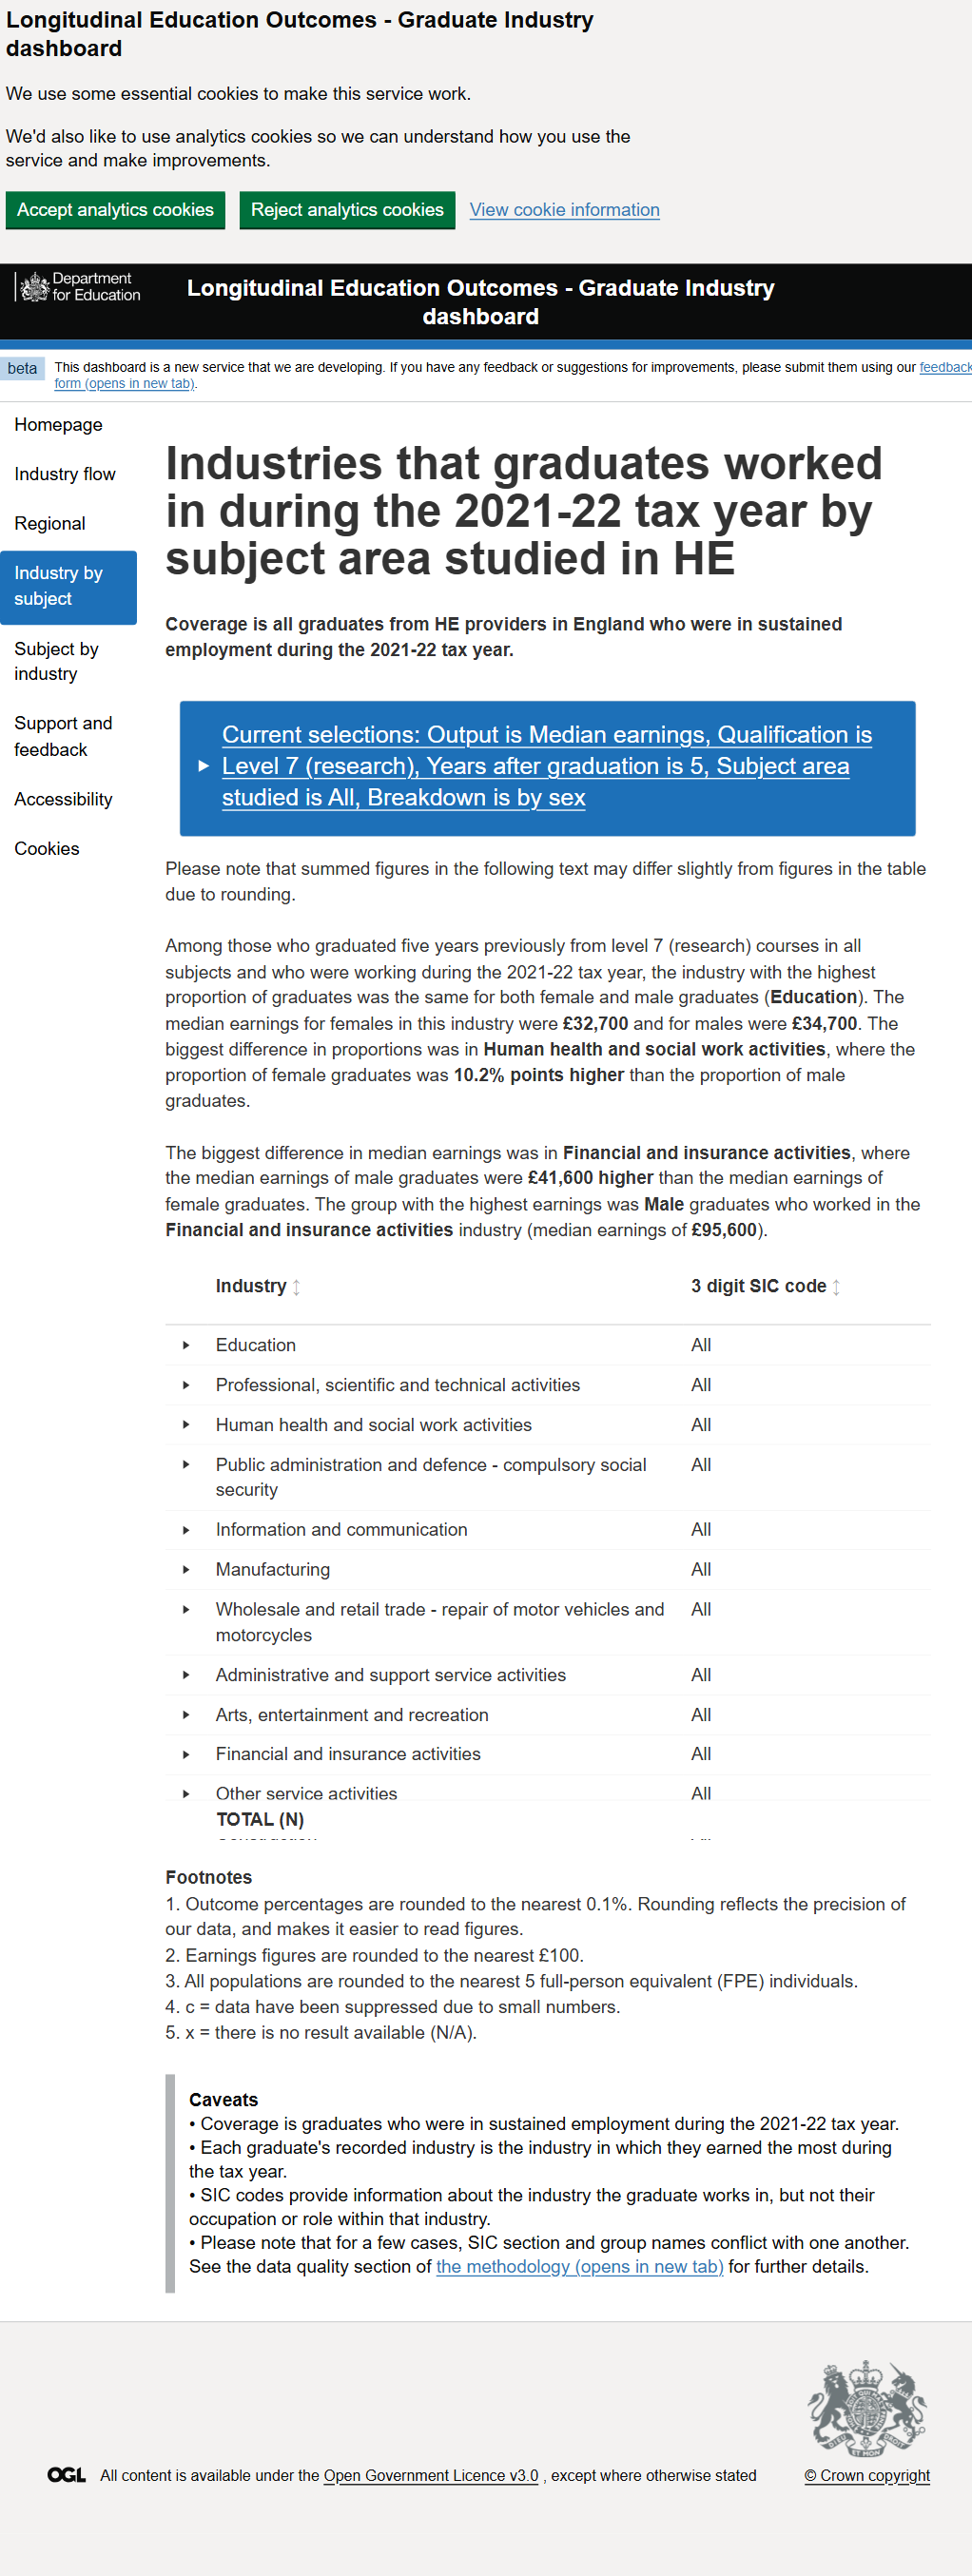 Longitudinal Education Outcomes - Graduate Industry
dashboard
We use some essential cookies to make this service work.
We'd also like to use analytics cookies so we can understand how you use the
service and make improvements.
Accept analytics cookies
Reject analytics cookies
View cookie information
Department
for Education
Longitudinal Education Outcomes - Graduate Industry
dashboard
beta
This dashboard is a new service that we are developing. If you have any feedback or suggestions for improvements, please submit them using our feedback
form (opens in new tab).
Homepage
Industry flow
Regional
Industry by
subject
Subject by
industry
Support and
feedback
Accessibility
Cookies
Industries that graduates worked
in during the 2021-22 tax year by
subject area studied in HE
Coverage is all graduates from HE providers in England who were in sustained
employment during the 2021-22 tax year.
Current selections: Output is Median earnings, Qualification is
Level 7 (research), Years after graduation is 5, Subject area
studied is All, Breakdown is by sex
Please note that summed figures in the following text may differ slightly from figures in the table
due to rounding.
Among those who graduated five years previously from level 7 (research) courses in all
subjects and who were working during the 2021-22 tax year, the industry with the highest
proportion of graduates was the same for both female and male graduates (Education). The
median earnings for females in this industry were £32,700 and for males were £34,700. The
biggest difference in proportions was in Human health and social work activities, where the
proportion of female graduates was 10.2% points higher than the proportion of male
graduates.
The biggest difference in median earnings was in Financial and insurance activities, where
the median earnings of male graduates were £41,600 higher than the median earnings of
female graduates. The group with the highest earnings was Male graduates who worked in the
Financial and insurance activities industry (median earnings of £95,600).
Industry 3 digit SIC code
Education All
Professional, scientific and technical activities All
Human health and social work activities All
Public administration and defence - compulsory social All
security
Information and communication All
Manufacturing All
Wholesale and retail trade - repair of motor vehicles and All
motorcycles
Administrative and support service activities All
Arts, entertainment and recreation All
Financial and insurance activities All
Other service activities All
TOTAL (N)
Footnotes
1. Outcome percentages are rounded to the nearest 0.1%. Rounding reflects the precision of
our data, and makes it easier to read figures.
2. Earnings figures are rounded to the nearest £100.
3. All populations are rounded to the nearest 5 full-person equivalent (FPE) individuals.
4. c = data have been suppressed due to small numbers.
5. x = there is no result available (N/A).
Caveats
• Coverage is graduates who were in sustained employment during the 2021-22 tax year.
• Each graduate's recorded industry is the industry in which they earned the most during
the tax year.
• SIC codes provide information about the industry the graduate works in, but not their
occupation or role within that industry.
• Please note that for a few cases, SIC section and group names conflict with one another.
See the data quality section of the methodology (opens in new tab) for further details.
OGL All content is available under the Open Government Licence v3.0 , except where otherwise stated
© Crown copyright